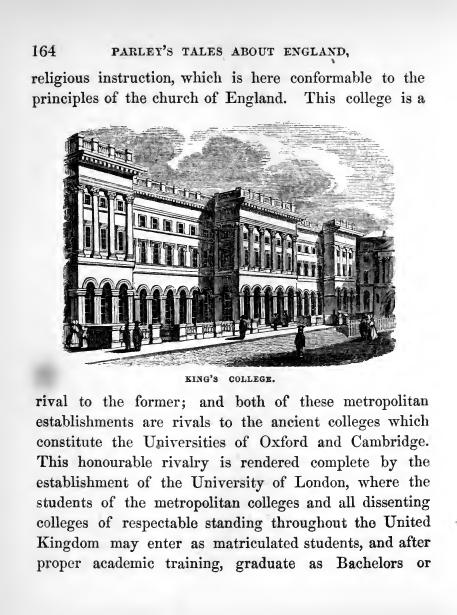 164 PARLEY'S TALES ABOUT ENGLAND,
religious instruction, which is here conformable to the
principles of the church of England. This college is a
KING'S COLLEGE.
rival to the former; and both of these metropolitan
establishments are rivals to the ancient colleges which
constitute the Universities of Oxford and Cambridge.
This honourable rivalry is rendered complete by the
establishment of the University of London, where the
students of the metropolitan colleges and all dissenting
colleges of respectable standing throughout the United
Kingdom may enter as matriculated students, and after
proper academic training, graduate as Bachelors or